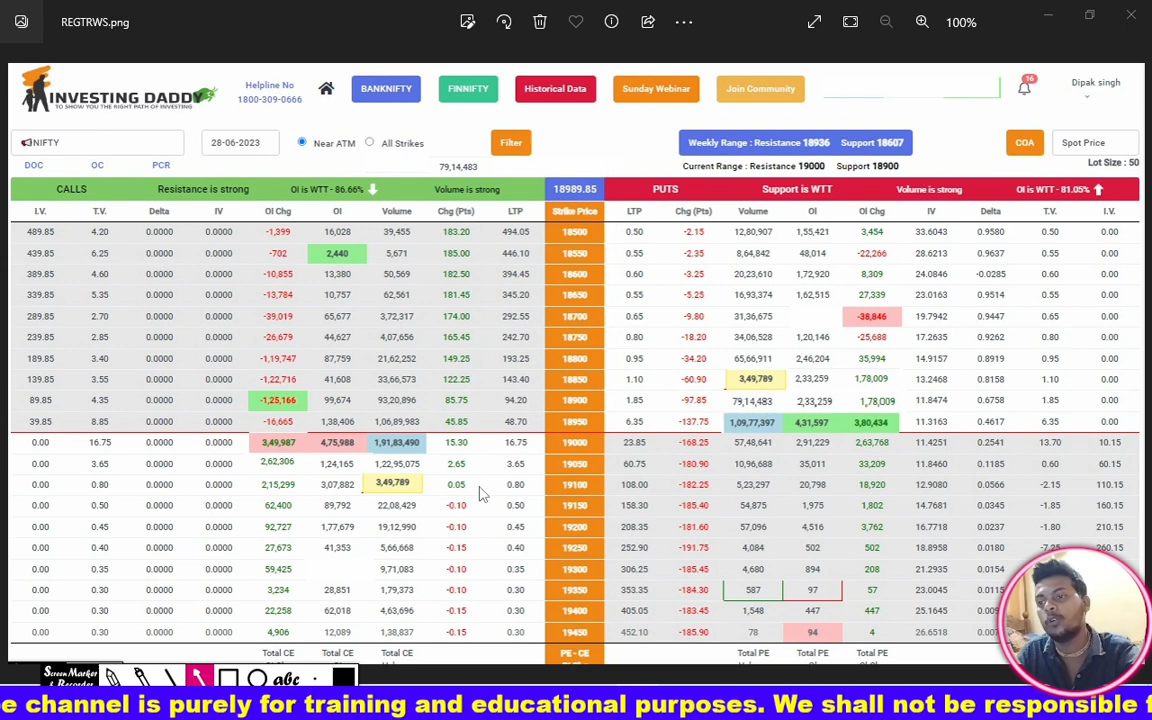 REGTRWS.png
100%
INVESTING DADDY
TO SHOW YOU THE RIGHT PATH OF INVESTING
Helpline No
1800-309-0666
BANKNIFTY
FINNIFTY
Historical Data
Sunday Webinar
Join Community
16
Dipak singh
NIFTY
28-06-2023
Near ATM
All Strikes
Filter
Weekly Range : Resistance 18936 Support 18607
COA
Spot Price
DOC OC PCR
79,14,483
Current Range : Resistance 19000 Support 18900
Lot Size : 50
CALLS Resistance is strong OI is WTT - 86.66% Volume is strong 18989.85 PUTS Support is WTT Volume is strong OI is WTT - 81.05%
I.V. T.V. Delta IV OI Chg OI Volume Chg (Pts) LTP Strike Price LTP Chg (Pts) Volume OI OI Chg IV Delta T.V. I.V.
489.85 4.20 0.0000 0.0000 -1,399 16,028 39,455 183.20 494.05 18500 0.50 -2.15 12,80,907 1,55,421 3,454 33.6043 0.9580 0.50 0.00
439.85 6.25 0.0000 0.0000 -702 2,440 5,671 185.00 446.10 18550 0.55 -2.35 8,64,842 48,014 -22,266 28.6213 0.9637 0.55 0.00
389.85 4.60 0.0000 0.0000 -10,855 13,380 50,569 182.50 394.45 18600 0.60 -3.25 20,23,610 1,72,920 8,309 24.0846 -0.0285 0.60 0.00
339.85 5.35 0.0000 0.0000 -13,784 10,757 62,561 181.45 345.20 18650 0.55 -5.25 16,93,374 1,62,515 27,339 23.0163 0.9514 0.55 0.00
289.85 2.70 0.0000 0.0000 -39,019 65,677 3,72,317 174.00 292.55 18700 0.65 -9.80 31,36,675 -38,846 19.7942 0.9447 0.65 0.00
239.85 2.85 0.0000 0.0000 -26,679 44,627 4,07,656 165.45 242.70 18750 0.80 -18.20 34,06,528 1,20,146 -25,688 17.2633 0.9262 0.80 0.00
189.85 3.40 0.0000 0.0000 -1,19,747 87,759 21,62,252 149.25 193.25 18800 0.95 -34.20 65,66,911 2,46,204 35,994 14.9157 0.8919 0.95 0.00
139.85 3.55 0.0000 0.0000 -1,22,716 41,608 33,66,573 122.25 143.40 18850 1.10 -60.90 3,49,789 2,33,259 1,78,009 13.2468 0.8158 1.10 0.00
89.85 4.35 0.0000 0.0000 -1,25,166 99,674 93,20,896 85.75 94.20 18900 1.85 -97.85 79,14,483 2,33,259 1,78,009 11.3768 0.7235 1.85 0.00
39.85 8.85 0.0000 0.0000 -16,665 1,38,406 1,06,89,983 45.85 48.70 18950 6.35 -137.75 1,09,77,397 4,31,597 3,80,434 11.3163 0.4617 6.35 0.00
0.00 16.75 0.0000 0.0000 3,49,987 4,75,988 1,91,83,490 15.30 16.75 19000 23.85 -168.25 57,48,641 2,91,229 2,63,768 11.4251 0.2541 13.70 10.15
0.00 3.65 0.0000 0.0000 2,62,306 1,24,165 1,22,95,075 2.65 3.65 19050 60.75 -180.90 10,96,688 35,011 33,209 11.8460 0.1185 0.60 60.15
0.00 0.80 0.0000 0.0000 2,15,299 3,07,882 3,49,789 0.05 0.80 19100 108.00 -182.25 5,23,297 20,798 18,920 12.9080 0.0566 -2.15 110.15
0.00 0.50 0.0000 0.0000 62,400 89,792 22,08,429 -0.10 0.50 19150 158.30 -185.40 54,875 1,975 1,802 14.7681 0.0345 -1.85 160.15
0.00 0.45 0.0000 0.0000 92,727 1,77,679 19,12,990 -0.10 0.45 19200 208.35 -181.60 57,096 4,516 3,762 16.7718 0.0237 -1.80 210.15
0.00 0.40 0.0000 0.0000 27,673 41,353 5,66,668 -0.15 0.40 19250 252.90 -191.75 4,084 502 502 18.8958 0.0180 -7.25 260.15
0.00 0.35 0.0000 0.0000 59,425 9,71,083 -0.10 0.35 19300 306.25 -185.45 4,680 894 208 21.2935 0.0154
0.00 0.30 0.0000 0.0000 3,234 28,851 1,79,373 -0.10 0.30 19350 353.35 -184.30 587 97 57 23.0045
0.00 0.30 0.0000 0.0000 22,258 62,018 4,63,696 -0.15 0.30 19400 405.05 -183.45 1,548 447 447 25.1645
0.00 0.30 0.0000 0.0000 4,906 12,089 1,38,837 -0.15 0.30 19450 452.10 -185.90 78 94 4 26.6518
Total CE Total CE Total CE PE - CE Total PE Total PE Total PE
Screen Marker
& Recorder
abc
e channel is purely for training and educational purposes. We shall not be responsible f